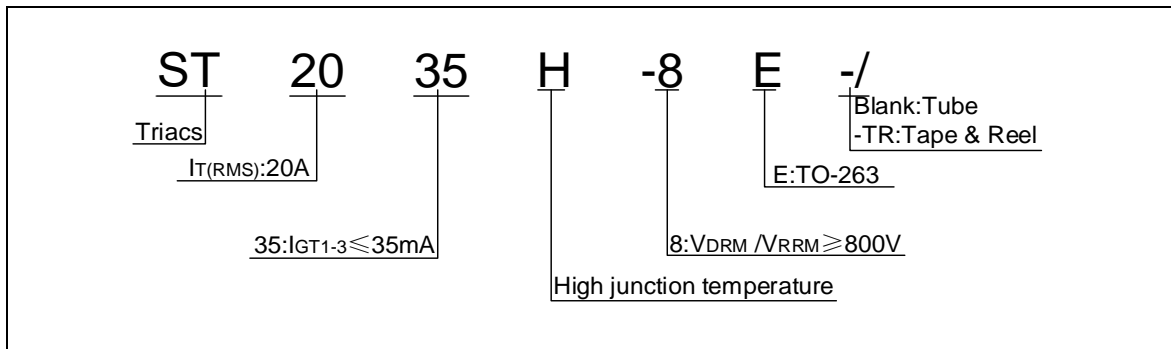 ST 20 35 H -8 E -/
Blank:Tube
Triacs
-TR:Tape & Reel
IT(RMS):20A
E:TO-263
35:IGT1-3≤35mA
8:VDRM /VRRM≥800V
High junction temperature